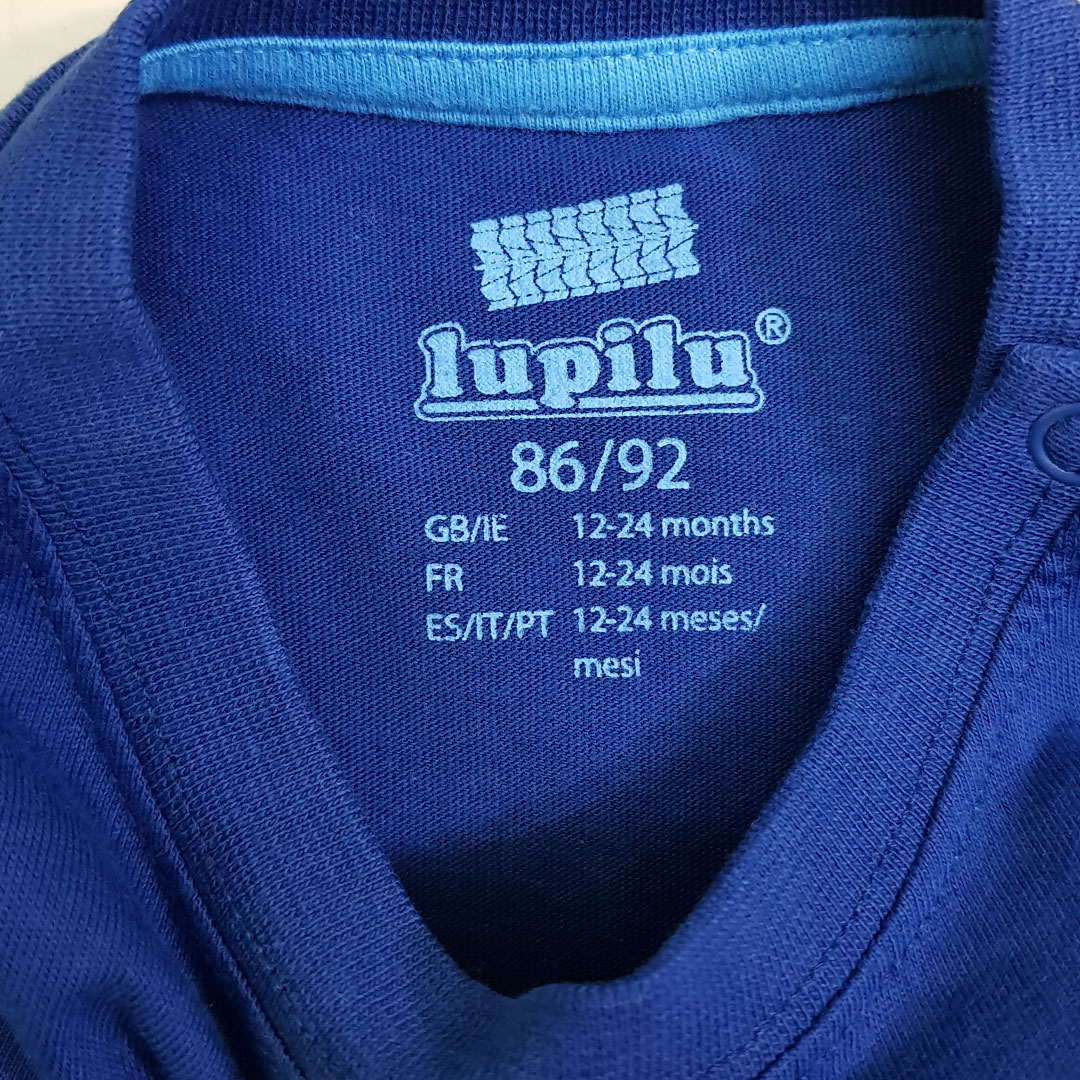 lupilu®
86/92
GB/IE 12-24 months
FR 12-24 mois
ES/IT/PT 12-24 meses/
mesi